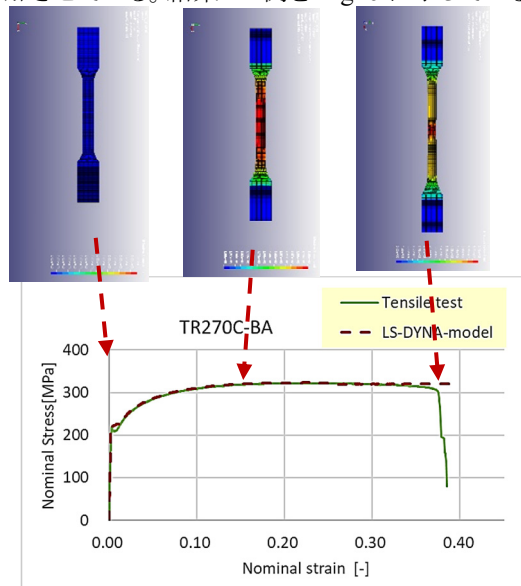 Tensile test
LS-DYNA-model
TR270C-BA
Nominal Stress[MPa]
400
300
200
100
0
0.00 0.10 0.20 0.30 0.40
Nominal strain [-]